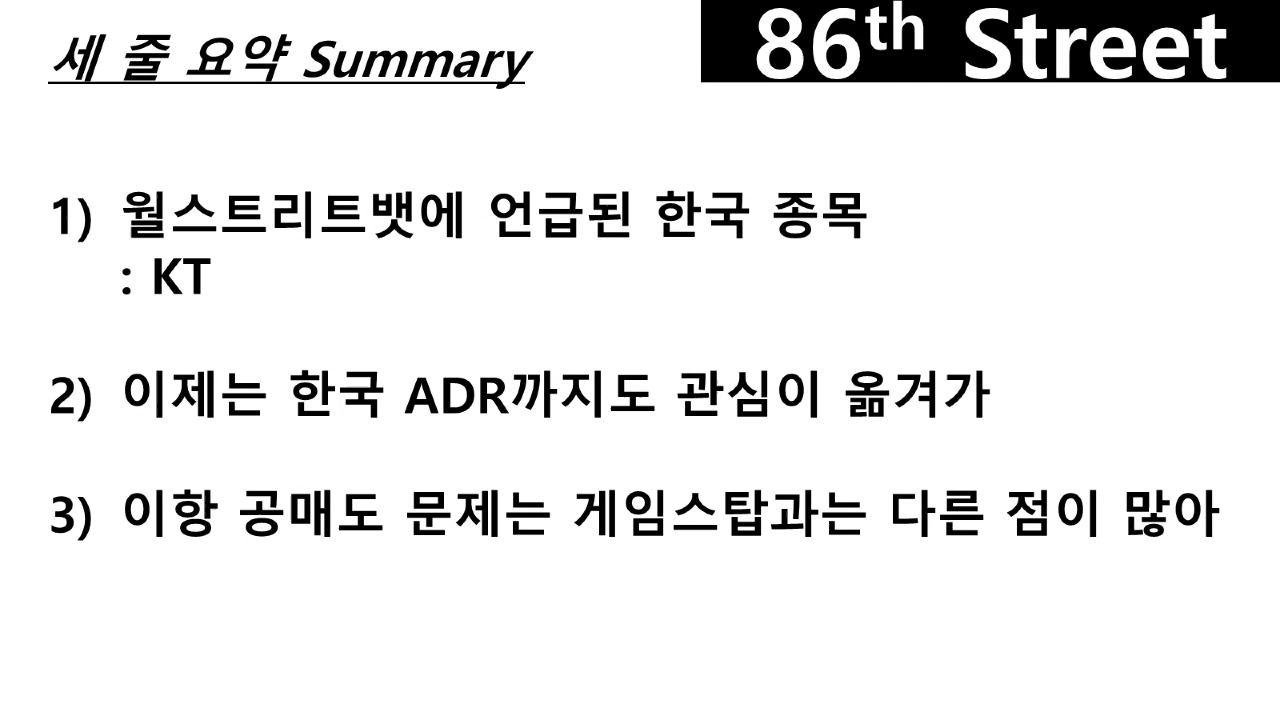 세 줄 요약 Summary
86th Street
1) 월스트리트뱃에 언급된 한국 종목
: KT
2) 이제는 한국 ADR까지도 관심이 옮겨가
3) 이항 공매도 문제는 게임스탑과는 다른 점이 많아